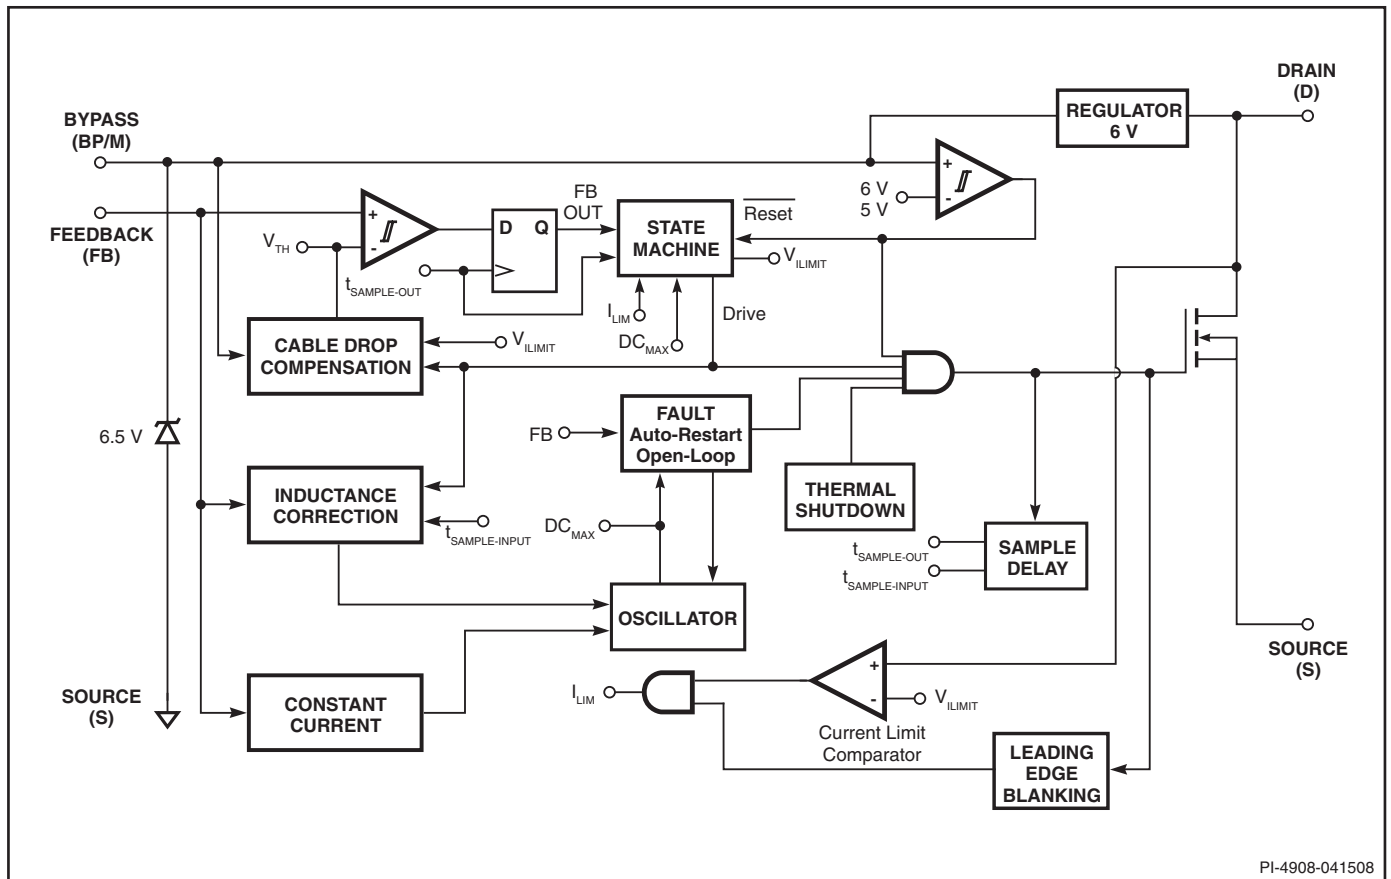 DRAIN
(D)
REGULATOR
6 V
BYPASS
(BP/M)
6 V
5 V
+
-
FEEDBACK
(FB)
VTH
+
-
tSAMPLE-OUT
D Q
FB
OUT
STATE
MACHINE
Reset
VILIMIT
ILIM
DCMAX
Drive
CABLE DROP
COMPENSATION
VILIMIT
6.5 V
FB
FAULT
Auto-Restart
Open-Loop
THERMAL
SHUTDOWN
INDUCTANCE
CORRECTION
tSAMPLE-INPUT
DCMAX
tSAMPLE-OUT
tSAMPLE-INPUT
SAMPLE
DELAY
OSCILLATOR
SOURCE
(S)
SOURCE
(S)
CONSTANT
CURRENT
ILIM
+
-
VILIMIT
Current Limit
Comparator
LEADING
EDGE
BLANKING
PI-4908-041508